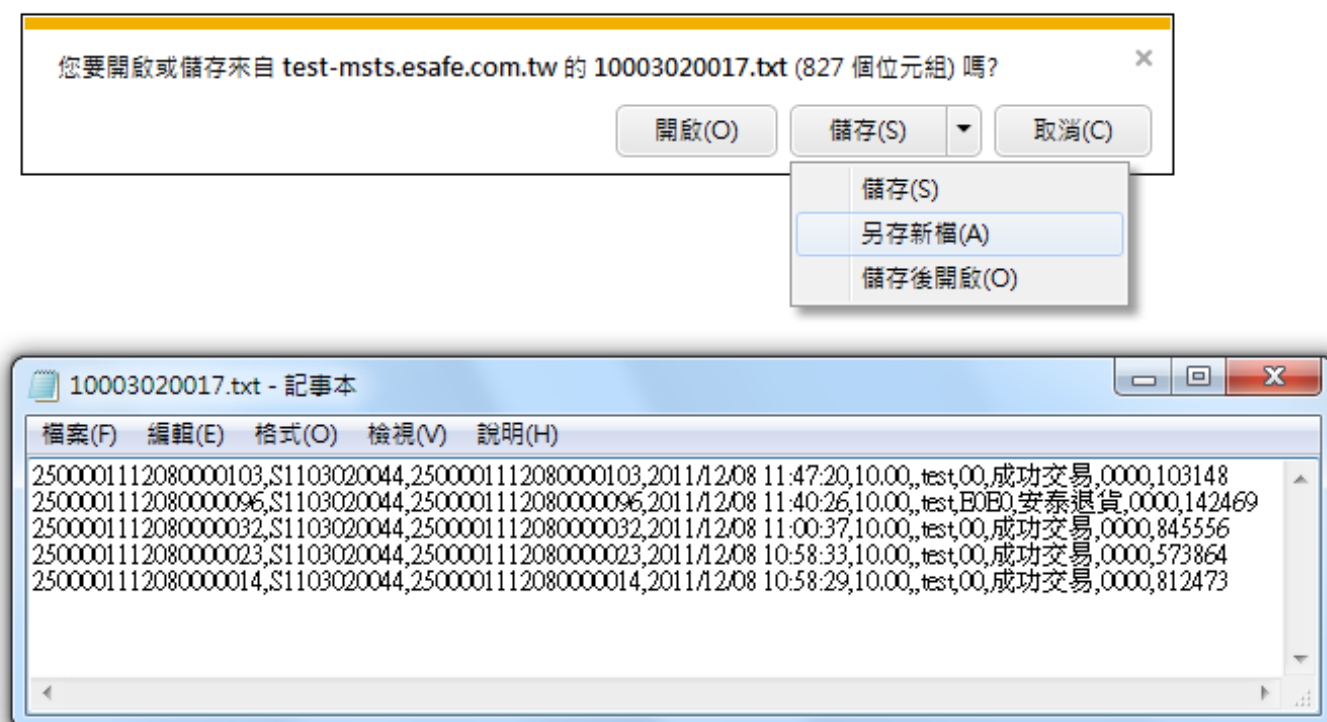 您要開啟或儲存來自 test-msts.esafe.com.tw 的 10003020017.txt (827 個位元組) 嗎?
開啟(O) 儲存(S) 取消(C)
儲存(S)
另存新檔(A)
儲存後開啟(O)
10003020017.txt - 記事本
檔案(F) 編輯(E) 格式(O) 檢視(V) 說明(H)
2500001112080000103,S1103020044,2500001112080000103,2011/12/08 11:47:20,10.00,,test,00,成功交易,0000,103148
2500001112080000096,S1103020044,2500001112080000096,2011/12/08 11:40:26,10.00,,test,E0E0,安泰退貨,0000,142469
2500001112080000032,S1103020044,2500001112080000032,2011/12/08 11:00:37,10.00,,test,00,成功交易,0000,845556
2500001112080000023,S1103020044,2500001112080000023,2011/12/08 10:58:33,10.00,,test,00,成功交易,0000,573864
2500001112080000014,S1103020044,2500001112080000014,2011/12/08 10:58:29,10.00,,test,00,成功交易,0000,812473